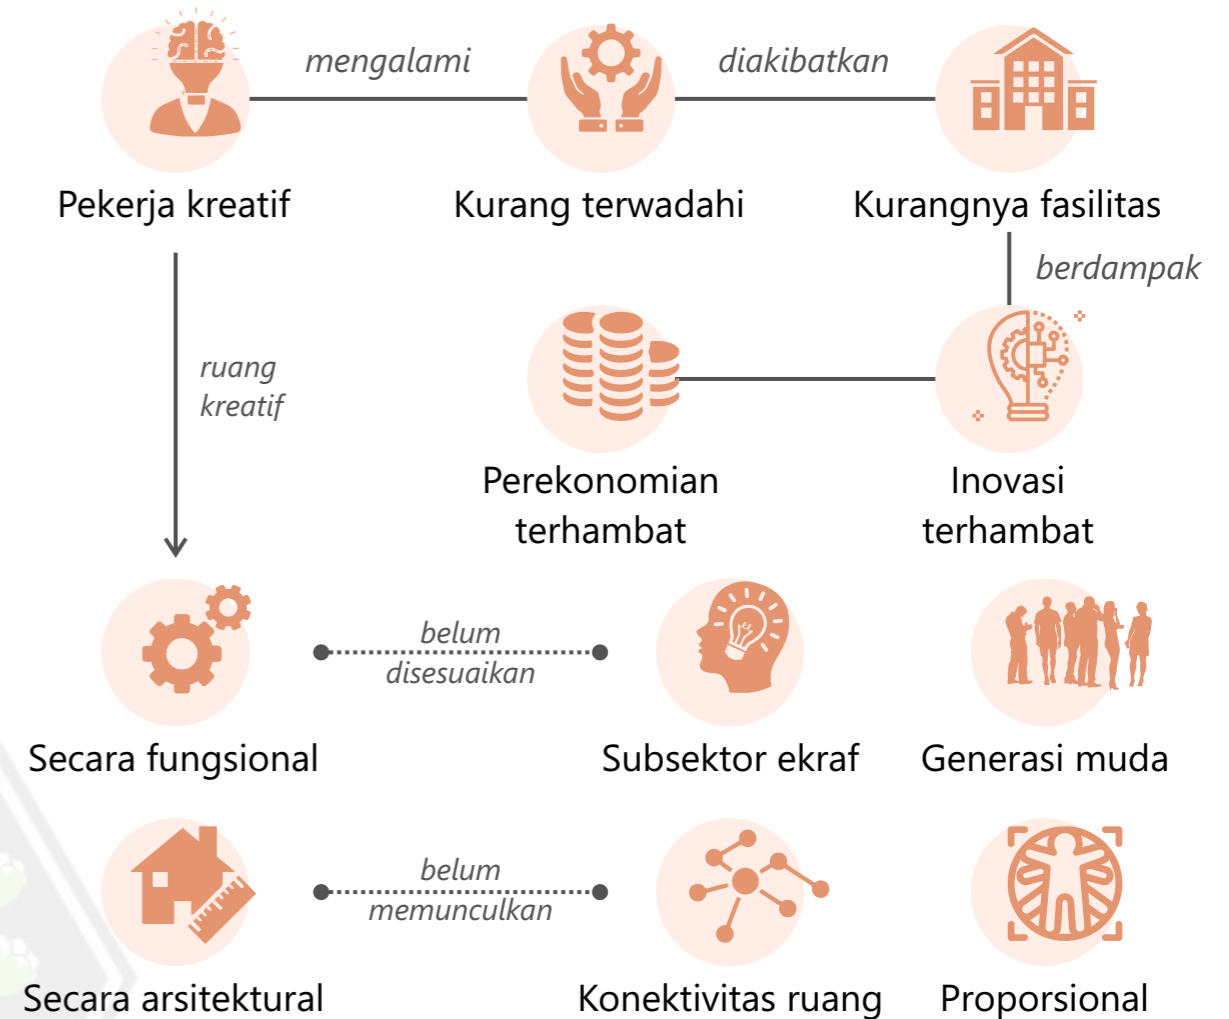 mengalami
diakibatkan
Pekerja kreatif
Kurang terwadahi
Kurangnya fasilitas
berdampak
ruang
kreatif
Perekonomian
terhambat
Inovasi
terhambat
belum
disesuaikan
Secara fungsional
Subsektor ekraf
Generasi muda
belum
memunculkan
Secara arsitektural
Konektivitas ruang
Proporsional